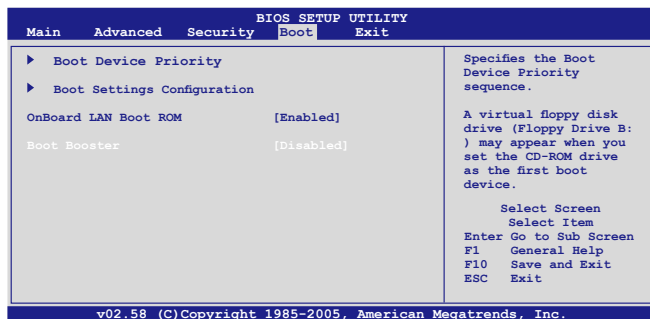 BIOS SETUP UTILITY
Main Advanced Security Boot Exit
Boot Device Priority
Boot Settings Configuration
OnBoard LAN Boot ROM [Enabled]
Boot Booster [Disabled]
Specifies the Boot
Device Priority
sequence.
A virtual floppy disk
drive (Floppy Drive B:
) may appear when you
set the CD-ROM drive
as the first boot
device.
Select Screen
Select Item
Enter Go to Sub Screen
F1 General Help
F10 Save and Exit
ESC Exit
v02.58 (C)Copyright 1985-2005, American Megatrends, Inc.